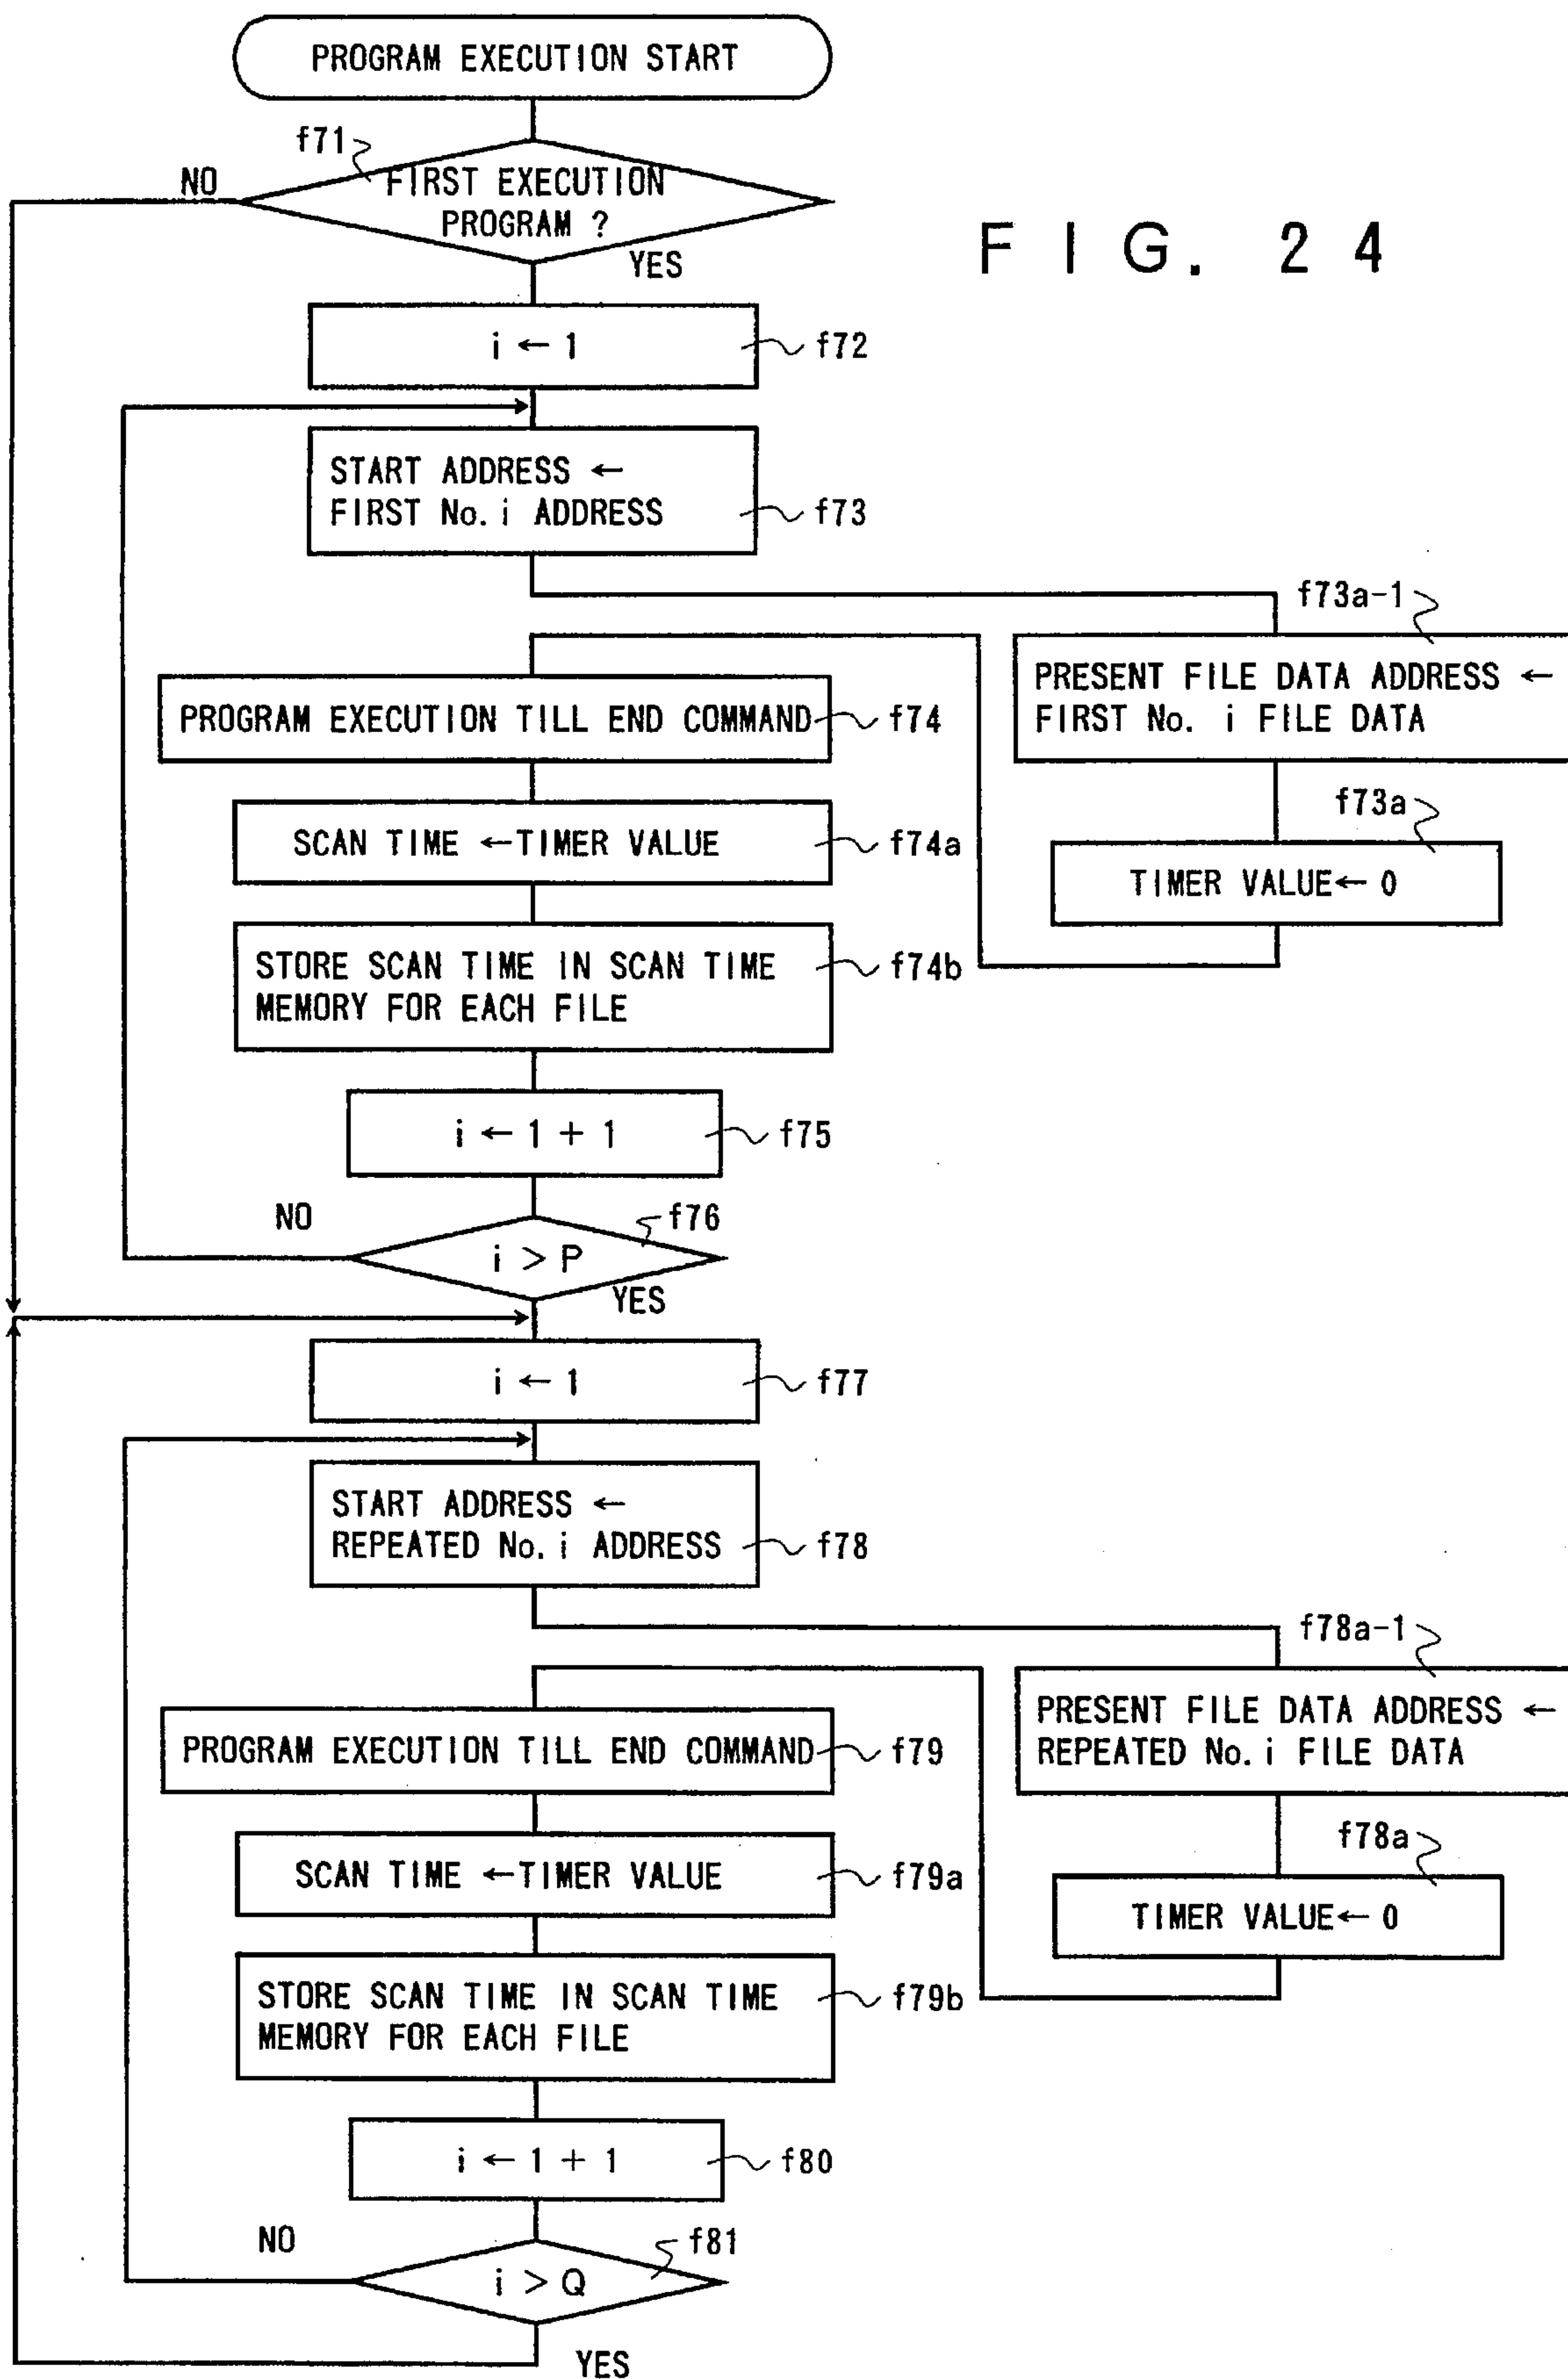 PROGRAM EXECUTION START
f71
NO
FIRST EXECUTION
PROGRAM ?
YES
F I G. 2 4
i ← 1
f72
START ADDRESS ←
FIRST No. i ADDRESS
f73
f73a-1
PRESENT FILE DATA ADDRESS ←
FIRST No. i FILE DATA
f73a
TIMER VALUE← 0
PROGRAM EXECUTION TILL END COMMAND
f74
SCAN TIME ←TIMER VALUE
f74a
STORE SCAN TIME IN SCAN TIME
MEMORY FOR EACH FILE
f74b
i ← 1 + 1
f75
NO
f76
i > P
YES
i ← 1
f77
START ADDRESS ←
REPEATED No. i ADDRESS
f78
f78a-1
PRESENT FILE DATA ADDRESS ←
REPEATED No. i FILE DATA
f78a
TIMER VALUE← 0
PROGRAM EXECUTION TILL END COMMAND
f79
SCAN TIME ←TIMER VALUE
f79a
STORE SCAN TIME IN SCAN TIME
MEMORY FOR EACH FILE
f79b
i ← 1 + 1
f80
NO
f81
i > Q
YES